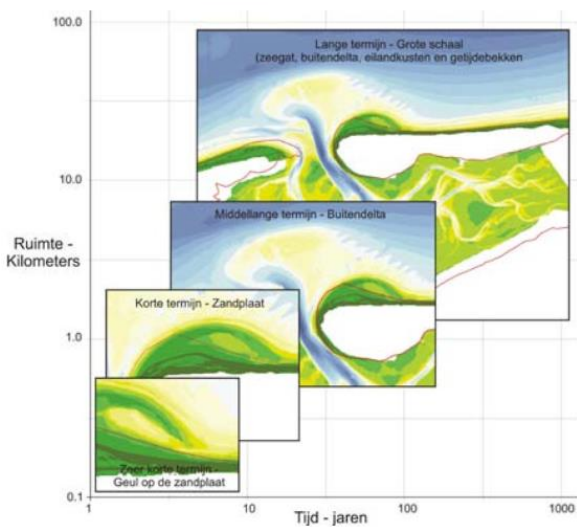 100.0
Lange termijn - Grote schaal
(zeegat, buitendelta, eilandkusten en getijdebekken
10.0
Middellange termijn - Buitendelta
Ruimte -
Kilometers
Korte termijn - Zandplaat
1.0
Zeer korte termijn -
Geul op de zandplaat
0.1
1
10
100
1000
Tijd - jaren